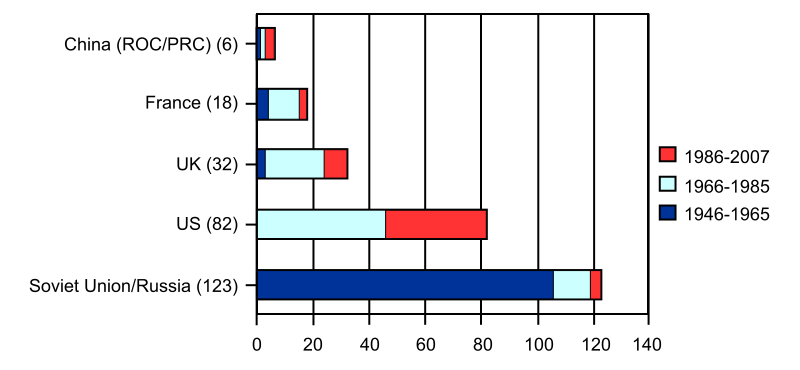 China (ROC/PRC) (6)
France (18)
UK (32)
US (82)
Soviet Union/Russia (123)
0 20 40 60 80 100 120 140
1986-2007
1966-1985
1946-1965